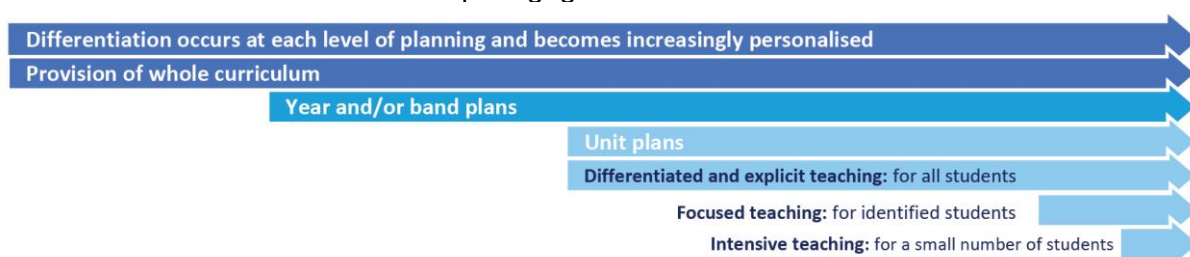 Differentiation occurs at each level of planning and becomes increasingly personalised
Provision of whole curriculum
Year and/or band plans
Unit plans
Differentiated and explicit teaching: for all students
Focused teaching: for identified students
Intensive teaching: for a small number of students